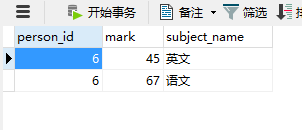 开始事务 备注 筛选
person_id mark subject_name
6 45 英文
6 67 语文